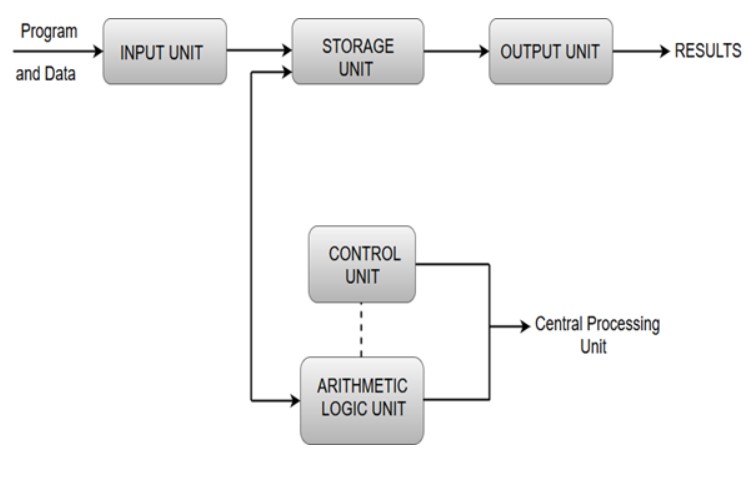 Program
and Data
INPUT UNIT
STORAGE
UNIT
OUTPUT UNIT
RESULTS
CONTROL
UNIT
ARITHMETIC
LOGIC UNIT
Central Processing
Unit